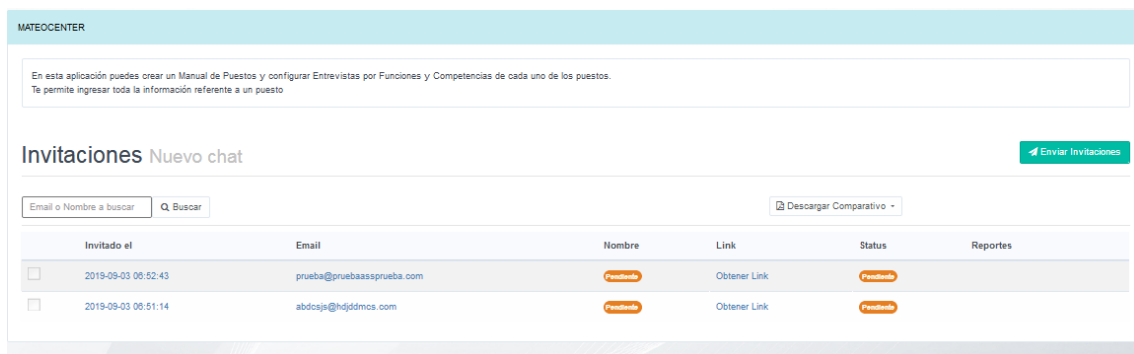 MATEOCENTER
En esta aplicación puedes crear un Manual de Puestos y configurar Entrevistas por Funciones y Competencias de cada uno de los puestos.
Te permite ingresar toda la información referente a un puesto
Invitaciones Nuevo chat
Enviar Invitaciones
Email o Nombre a buscar Buscar Descargar Comparativo
Invitado el Email Nombre Link Status Reportes
2019-09-03 06:52:43 prueba@pruebaassprueba.com Pendiente Obtener Link Pendiente
2019-09-03 06:51:14 abdcsjs@hdjddmcs.com Pendiente Obtener Link Pendiente